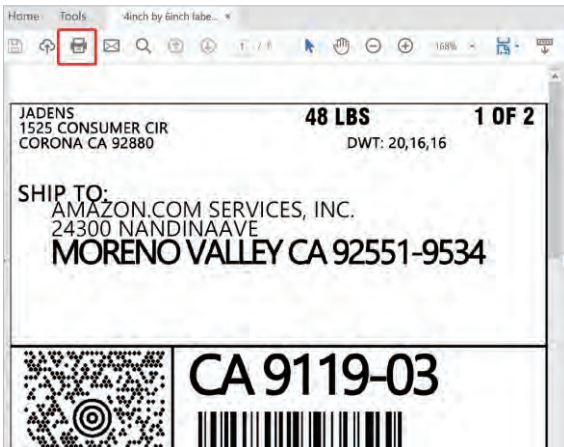 Home Tools 4inch by 6inch labe... ×
1 / 1 168%
JADENS
1525 CONSUMER CIR
CORONA CA 92880
48 LBS
1 OF 2
DWT: 20,16,16
SHIP TO:
AMAZON.COM SERVICES, INC.
24300 NANDINAAVE
MORENO VALLEY CA 92551-9534
CA 9119-03